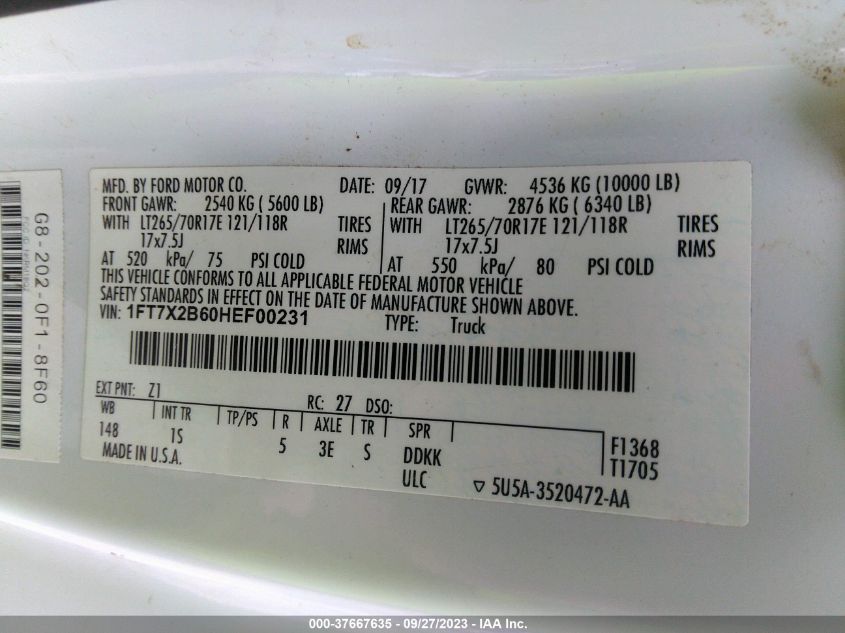 MFD. BY FORD MOTOR CO. DATE: 09/17 GVWR: 4536 KG (10000 LB)
FRONT GAWR: 2540 KG ( 5600 LB) REAR GAWR: 2876 KG ( 6340 LB)
WITH LT265/70R17E 121/118R TIRES WITH LT265/70R17E 121/118R TIRES
17x7.5J RIMS 17x7.5J RIMS
AT 520 kPa/ 75 PSI COLD AT 550 kPa/ 80 PSI COLD
THIS VEHICLE CONFORMS TO ALL APPLICABLE FEDERAL MOTOR VEHICLE
SAFETY STANDARDS IN EFFECT ON THE DATE OF MANUFACTURE SHOWN ABOVE.
VIN: 1FT7X2B60HEF00231 TYPE: Truck
EXT PNT: Z1 RC: 27 DSO:
WB INT TR TP/PS R AXLE TR SPR
148 1S 5 3E S DDKK F1368
MADE IN U.S.A. ULC T1705
▽ 5U5A-3520472-AA
G8-202-0F1-8F60
000-37667635 - 09/27/2023 - IAA Inc.